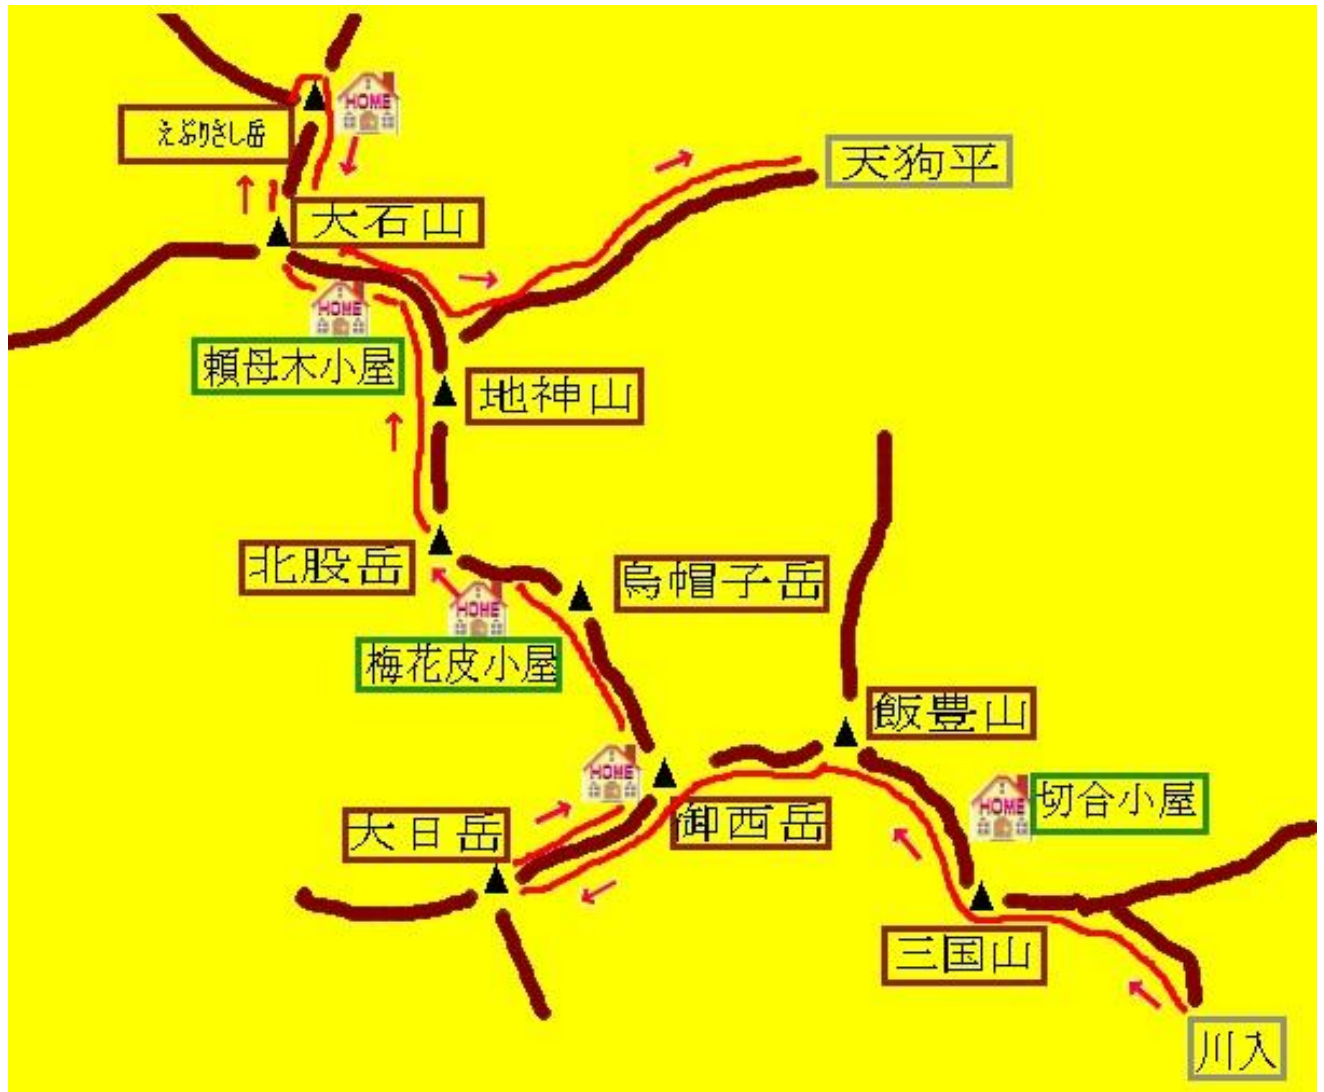 HOME
えぶりさし岳
天狗平
大石山
HOME
頼母木小屋
地神山
北股岳
烏帽子岳
HOME
梅花皮小屋
飯豊山
HOME
HOME
切合小屋
大日岳
御西岳
三国山
川入